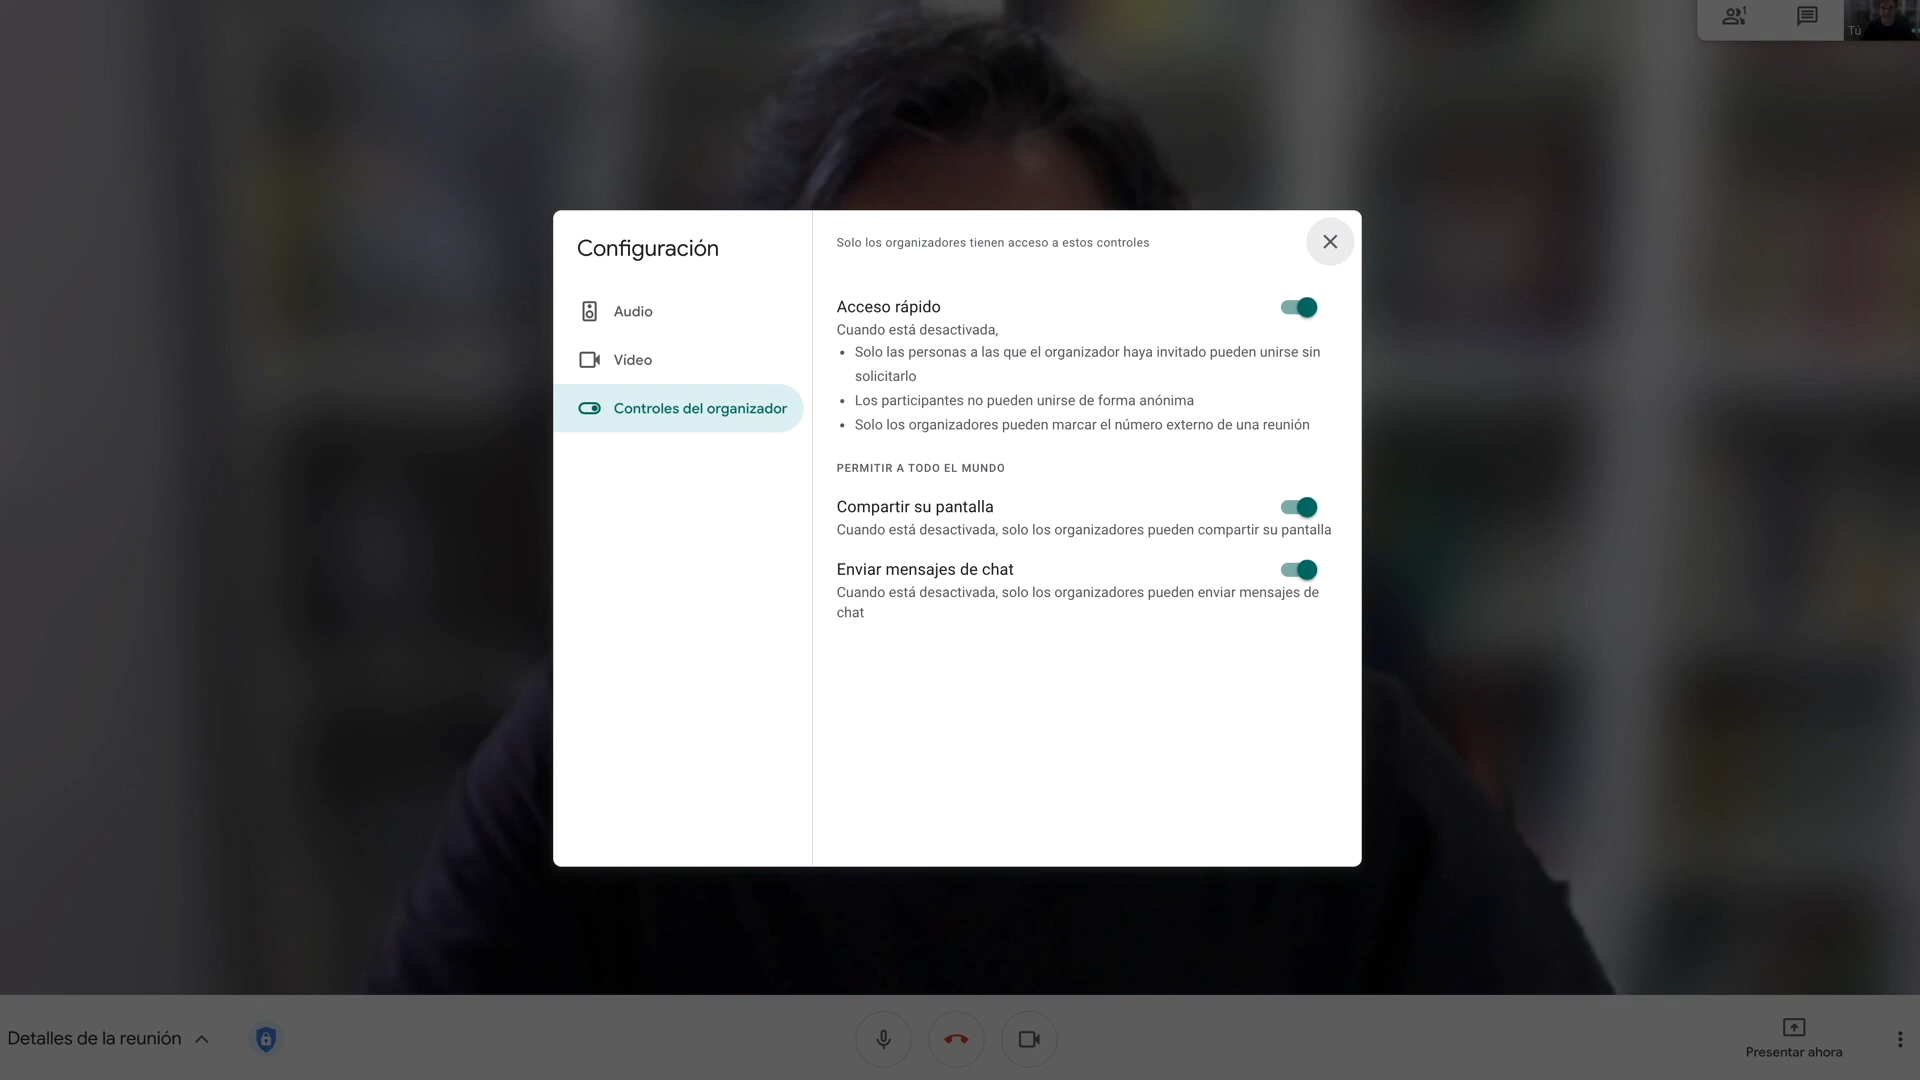 1
Tú
Configuración
Audio
Vídeo
Controles del organizador
Solo los organizadores tienen acceso a estos controles
Acceso rápido
Cuando está desactivada,
• Solo las personas a las que el organizador haya invitado pueden unirse sin
solicitarlo
• Los participantes no pueden unirse de forma anónima
• Solo los organizadores pueden marcar el número externo de una reunión
PERMITIR A TODO EL MUNDO
Compartir su pantalla
Cuando está desactivada, solo los organizadores pueden compartir su pantalla
Enviar mensajes de chat
Cuando está desactivada, solo los organizadores pueden enviar mensajes de
chat
Detalles de la reunión
Presentar ahora